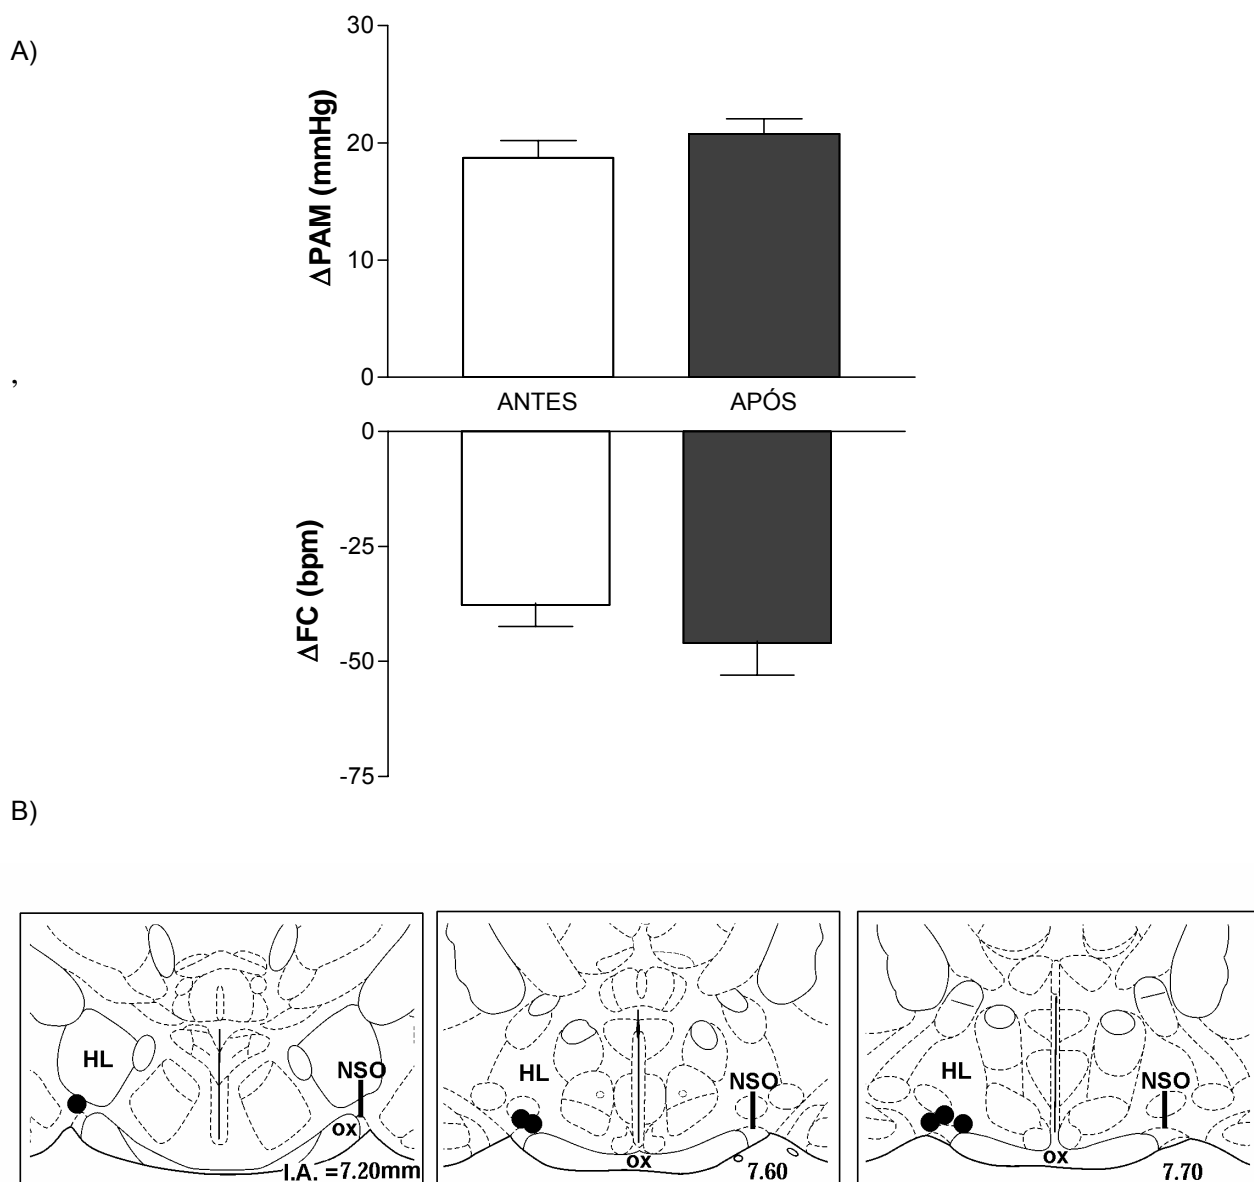 A)
30
20
10
0
ΔPAM (mmHg)
,
ANTES APÓS
0
-25
-50
-75
ΔFC (bpm)
B)
HL NSO ox I.A. =7.20mm
HL NSO ox 7.60
HL NSO ox 7.70